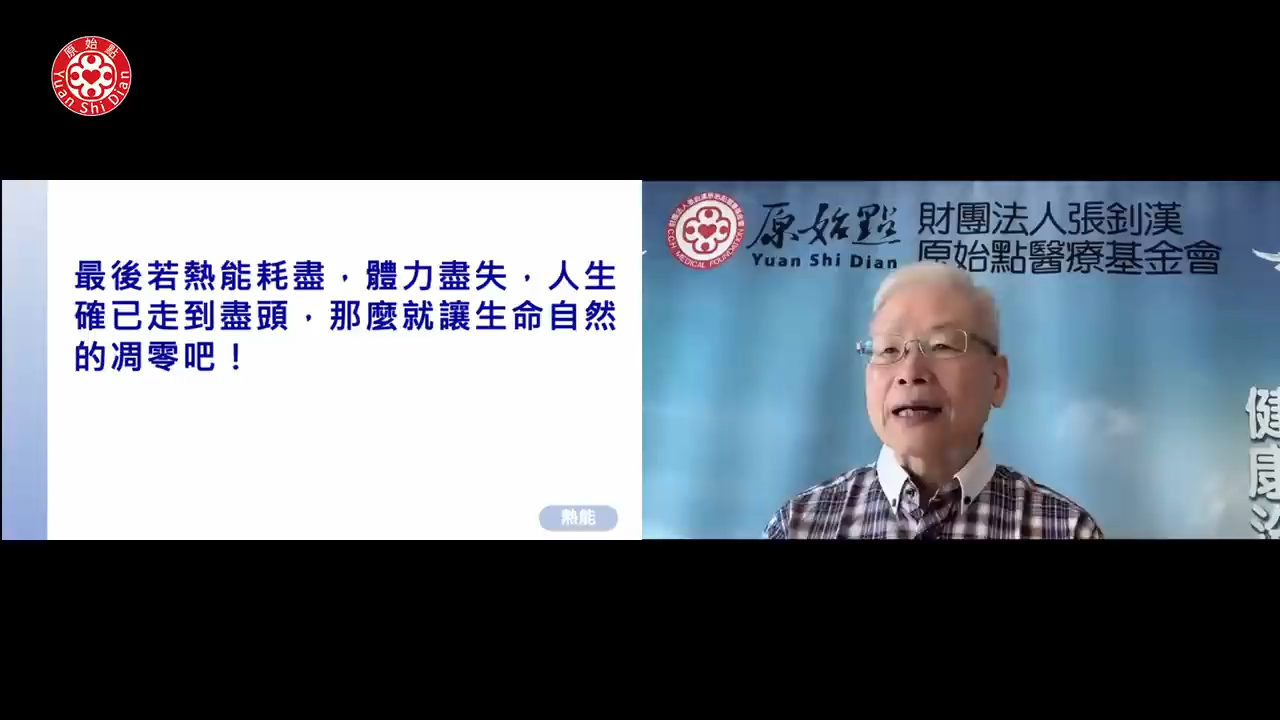 原始點
Yuan Shi Dian
最後若熱能耗盡，體力盡失，人生
確已走到盡頭，那麼就讓生命自然
的凋零吧！
熱能
原始點
Yuan Shi Dian
財團法人張釗漢
原始點醫療基金會
健康